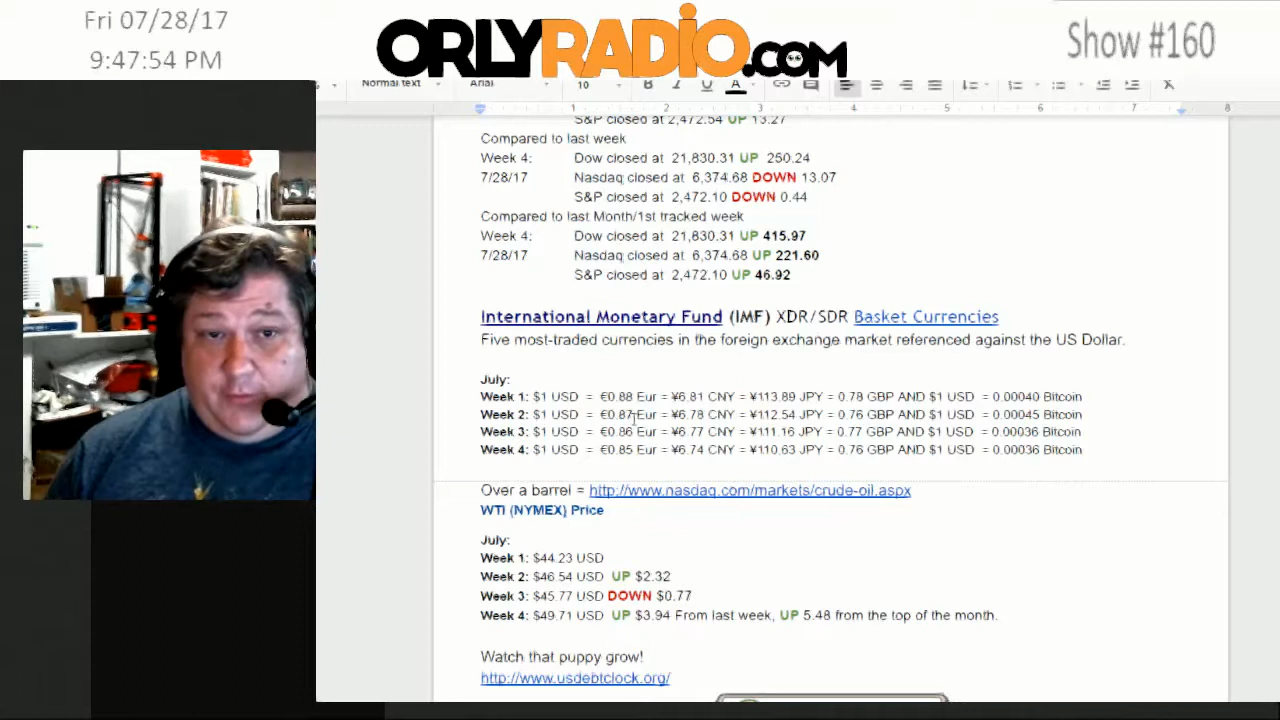 Fri 07/28/17
9:47:54 PM
ORLYRADIO.COM
Show #160
Normal text
Arial
10
B I U A
1 2 3 4 5 6 7 8
S&P closed at 2,472.54 UP 13.27
Compared to last week
Week 4: Dow closed at 21,830.31 UP 250.24
7/28/17 Nasdaq closed at 6,374.68 DOWN 13.07
S&P closed at 2,472.10 DOWN 0.44
Compared to last Month/1st tracked week
Week 4: Dow closed at 21,830.31 UP 415.97
7/28/17 Nasdaq closed at 6,374.68 UP 221.60
S&P closed at 2,472.10 UP 46.92
International Monetary Fund (IMF) XDR/SDR Basket Currencies
Five most-traded currencies in the foreign exchange market referenced against the US Dollar.
July:
Week 1: $1 USD = €0.88 Eur = ¥6.81 CNY = ¥113.89 JPY = 0.78 GBP AND $1 USD = 0.00040 Bitcoin
Week 2: $1 USD = €0.87 Eur = ¥6.78 CNY = ¥112.54 JPY = 0.76 GBP AND $1 USD = 0.00045 Bitcoin
Week 3: $1 USD = €0.86 Eur = ¥6.77 CNY = ¥111.16 JPY = 0.77 GBP AND $1 USD = 0.00036 Bitcoin
Week 4: $1 USD = €0.85 Eur = ¥6.74 CNY = ¥110.63 JPY = 0.76 GBP AND $1 USD = 0.00036 Bitcoin
Over a barrel = http://www.nasdaq.com/markets/crude-oil.aspx
WTI (NYMEX) Price
July:
Week 1: $44.23 USD
Week 2: $46.54 USD UP $2.32
Week 3: $45.77 USD DOWN $0.77
Week 4: $49.71 USD UP $3.94 From last week, UP 5.48 from the top of the month.
Watch that puppy grow!
http://www.usdebtclock.org/